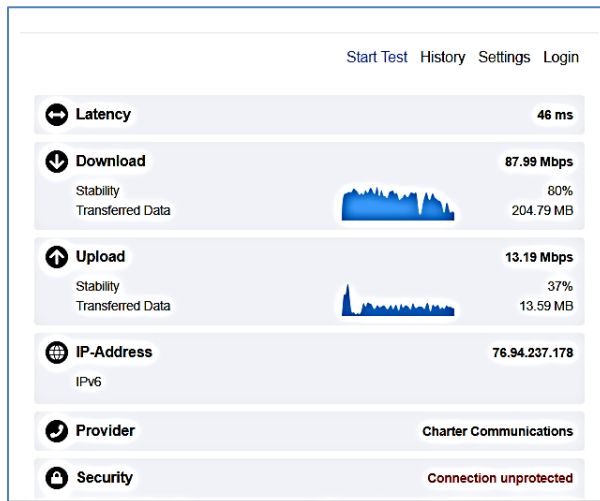 Start Test History Settings Login
Latency 46 ms
Download 87.99 Mbps
Stability 80%
Transferred Data 204.79 MB
Upload 13.19 Mbps
Stability 37%
Transferred Data 13.59 MB
IP-Address 76.94.237.178
IPv6
Provider Charter Communications
Security Connection unprotected